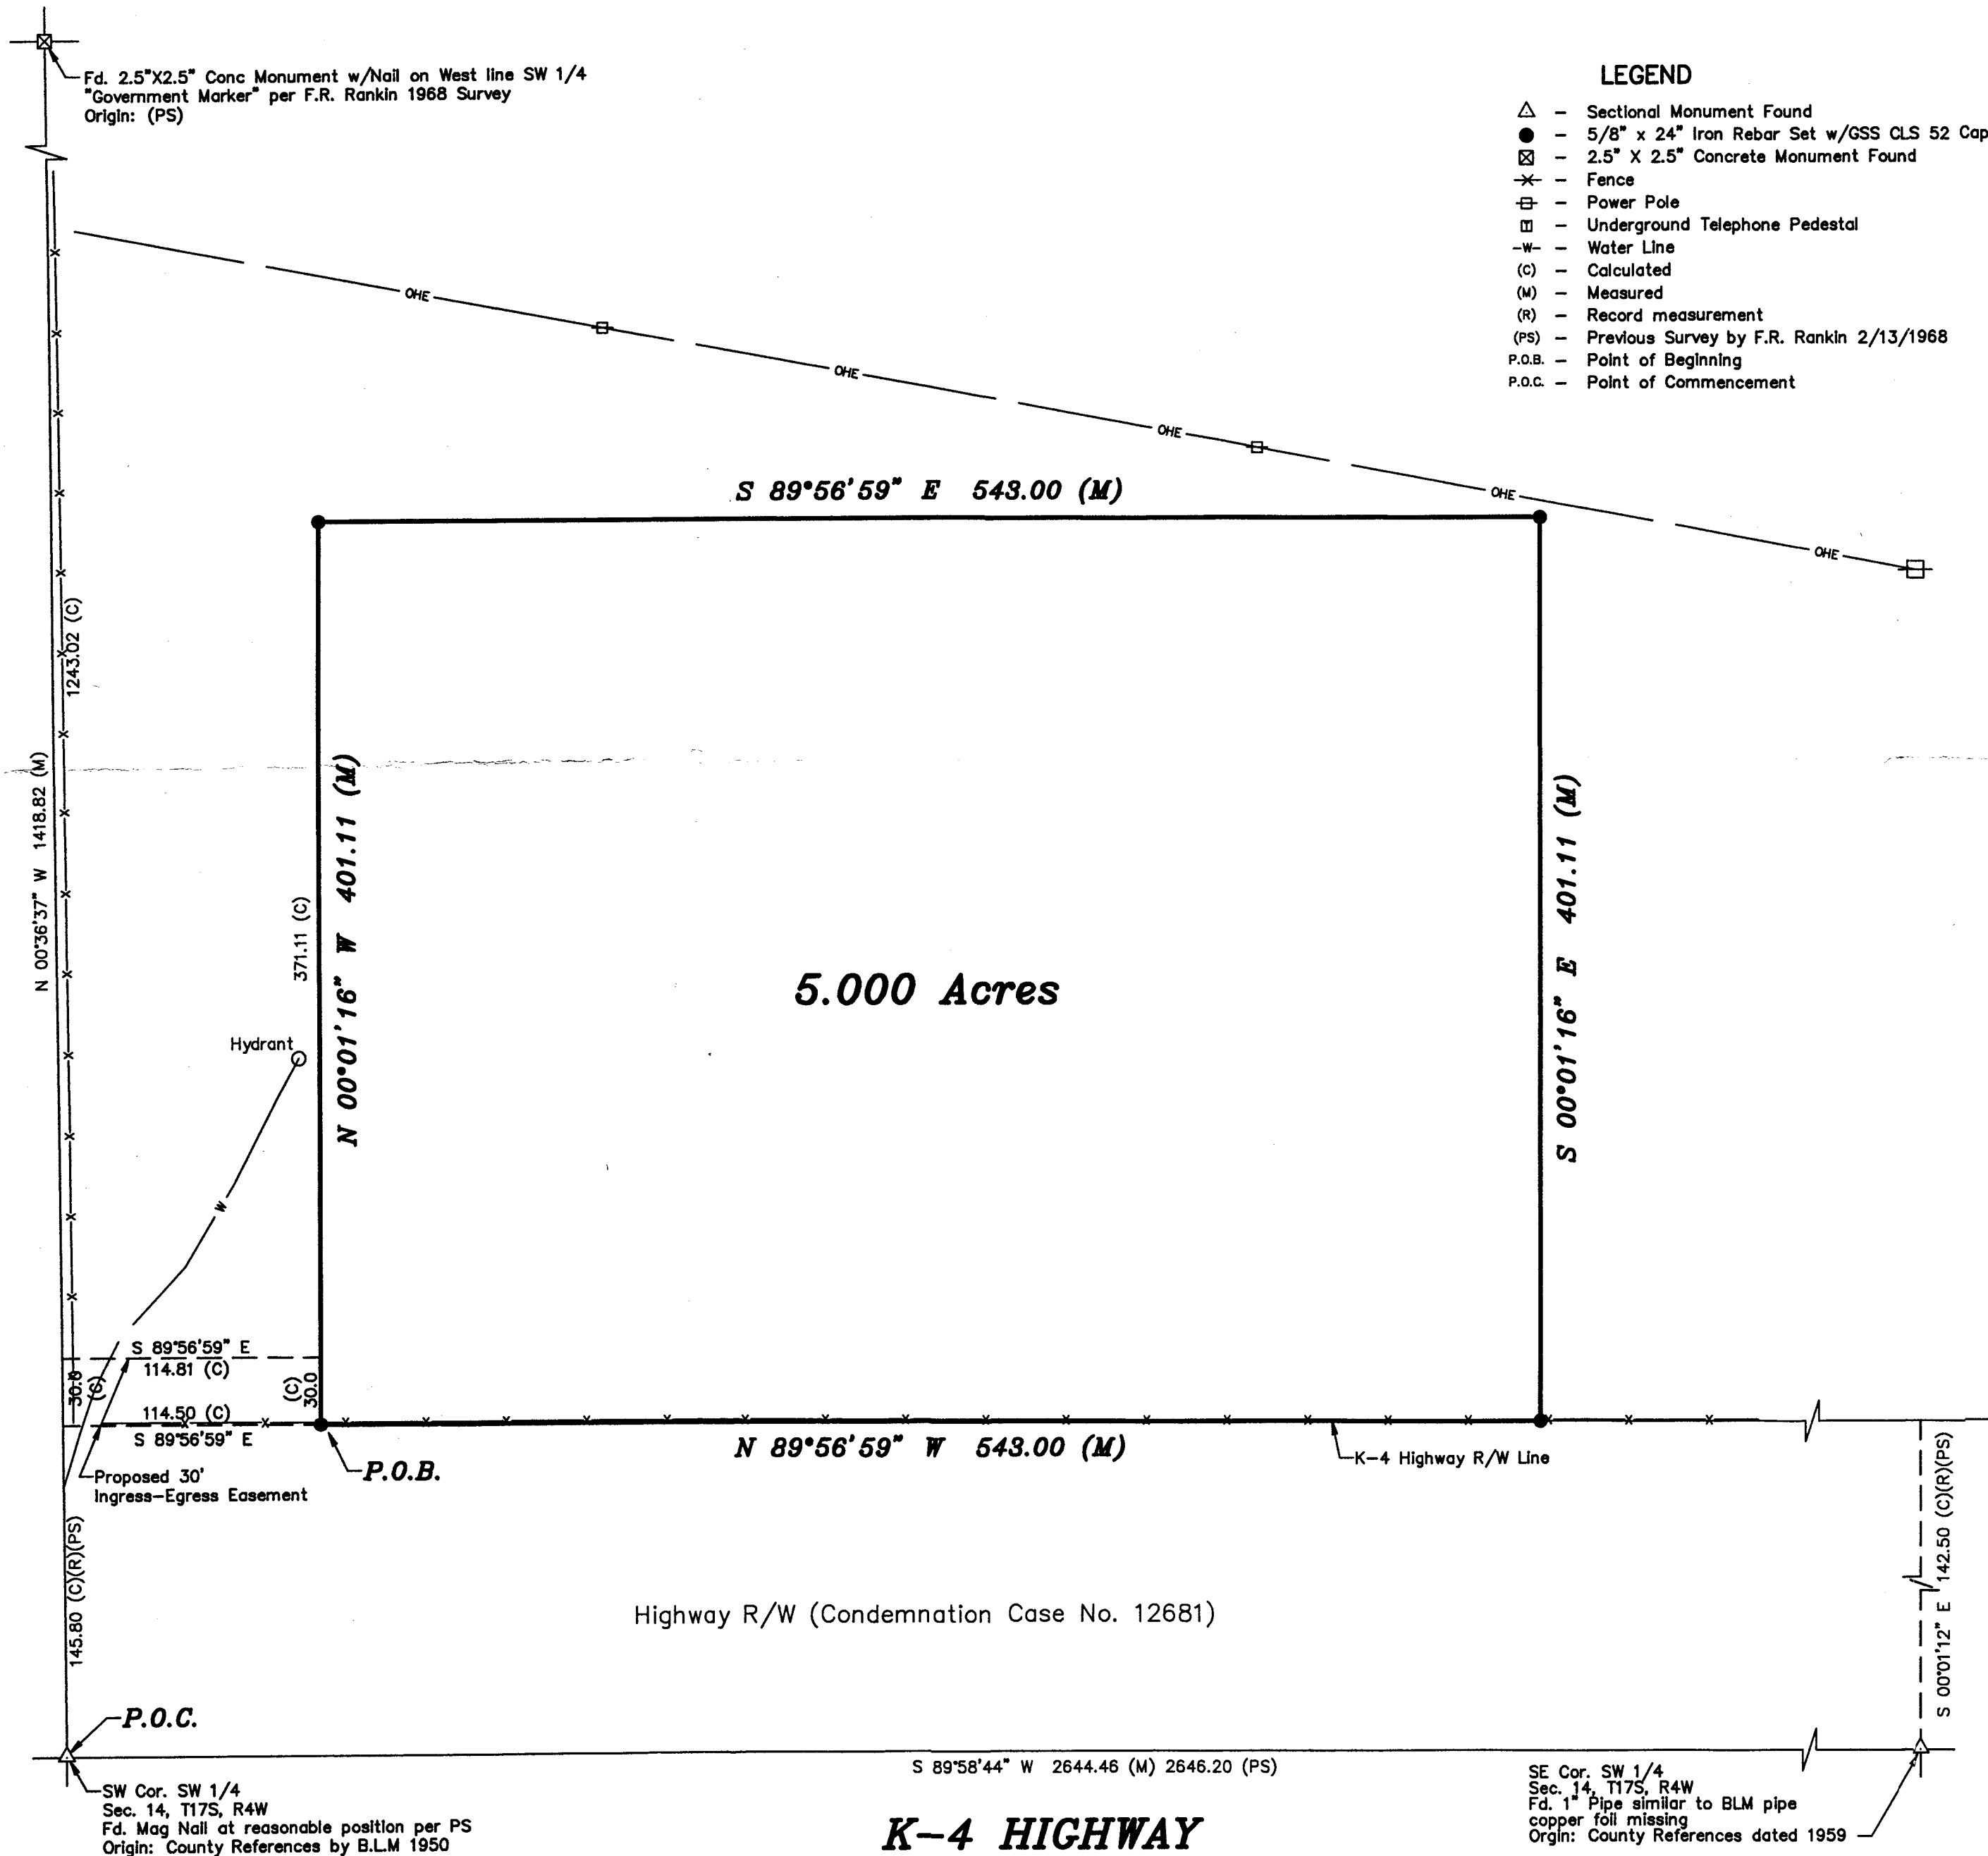 Fd. 2.5"X2.5" Conc Monument w/Nail on West line SW 1/4
"Government Marker" per F.R. Rankin 1968 Survey
Origin: (PS)
LEGEND
– Sectional Monument Found
– 5/8" x 24" Iron Rebar Set w/GSS CLS 52 Cap
– 2.5" X 2.5" Concrete Monument Found
– Fence
– Power Pole
– Underground Telephone Pedestal
-W- – Water Line
(C) – Calculated
(M) – Measured
(R) – Record measurement
(PS) – Previous Survey by F.R. Rankin 2/13/1968
P.O.B. – Point of Beginning
P.O.C. – Point of Commencement
OHE
OHE
OHE
OHE
OHE
S 89°56'59" E 543.00 (M)
1243.02 (C)
N 00°36'37" W 1418.82 (M)
371.11 (C)
N 00°01'16" W 401.11 (M)
S 00°01'16" E 401.11 (M)
5.000 Acres
Hydrant
W
S 89°56'59" E
114.81 (C)
30.0
(C)
(C)
30.0
114.50 (C)
S 89°56'59" E
N 89°56'59" W 543.00 (M)
K-4 Highway R/W Line
P.O.B.
Proposed 30'
Ingress-Egress Easement
145.80 (C)(R)(PS)
S 00°01'12" E 142.50 (C)(R)(PS)
Highway R/W (Condemnation Case No. 12681)
P.O.C.
S 89°58'44" W 2644.46 (M) 2646.20 (PS)
SW Cor. SW 1/4
Sec. 14, T17S, R4W
Fd. Mag Nail at reasonable position per PS
Origin: County References by B.L.M 1950
K-4 HIGHWAY
SE Cor. SW 1/4
Sec. 14, T17S, R4W
Fd. 1" Pipe similar to BLM pipe
copper foil missing
Orgin: County References dated 1959